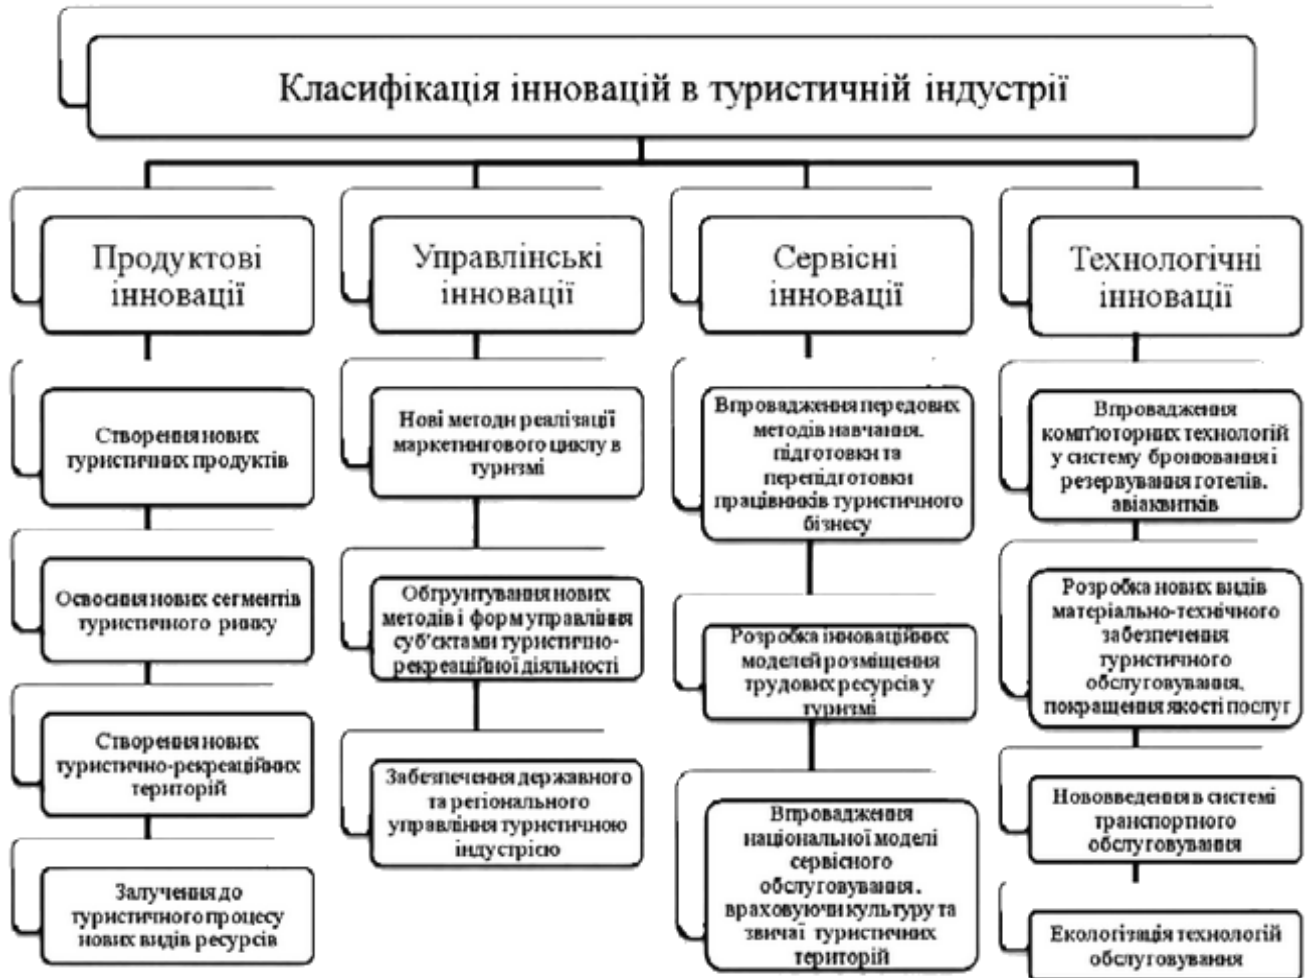 Класифікація інновацій в туристичній індустрії
Продуктові
інновації
Створення нових
туристичних продуктів
Освоєння нових сегментів
туристичного ринку
Створення нових
туристично-рекреаційних
територій
Залучення до
туристичного процесу
нових видів ресурсів
Управлінські
інновації
Нові методи реалізації
маркетингового циклу в
туризмі
Обгрунтування нових
методів і форм управління
суб'єктами туристично-
рекреаційної діяльності
Забезпечення державного
та регіонального
управління туристичною
індустрією
Сервісні
інновації
Впровадження передових
методів навчання,
підготовки та
перепідготовки
працівників туристичного
бізнесу
Розробка інноваційних
моделей розміщення
трудових ресурсів у
туризмі
Впровадження
національної моделі
сервісного
обслуговування,
враховуючи культуру та
звичаї туристичних
територій
Технологічні
інновації
Впровадження
комп'юторних технологій
у систему бронювання і
резервування готелів,
авіаквитків
Розробка нових видів
матеріально-технічного
забезпечення
туристичного
обслуговування,
покращення якості послуг
Нововведення в системі
транспортного
обслуговування
Екологізація технологій
обслуговування